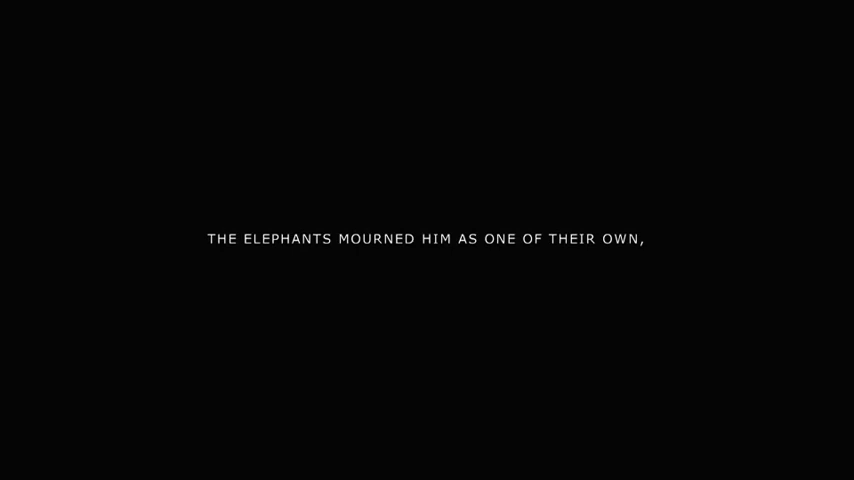 THE ELEPHANTS MOURNED HIM AS ONE OF THEIR OWN,